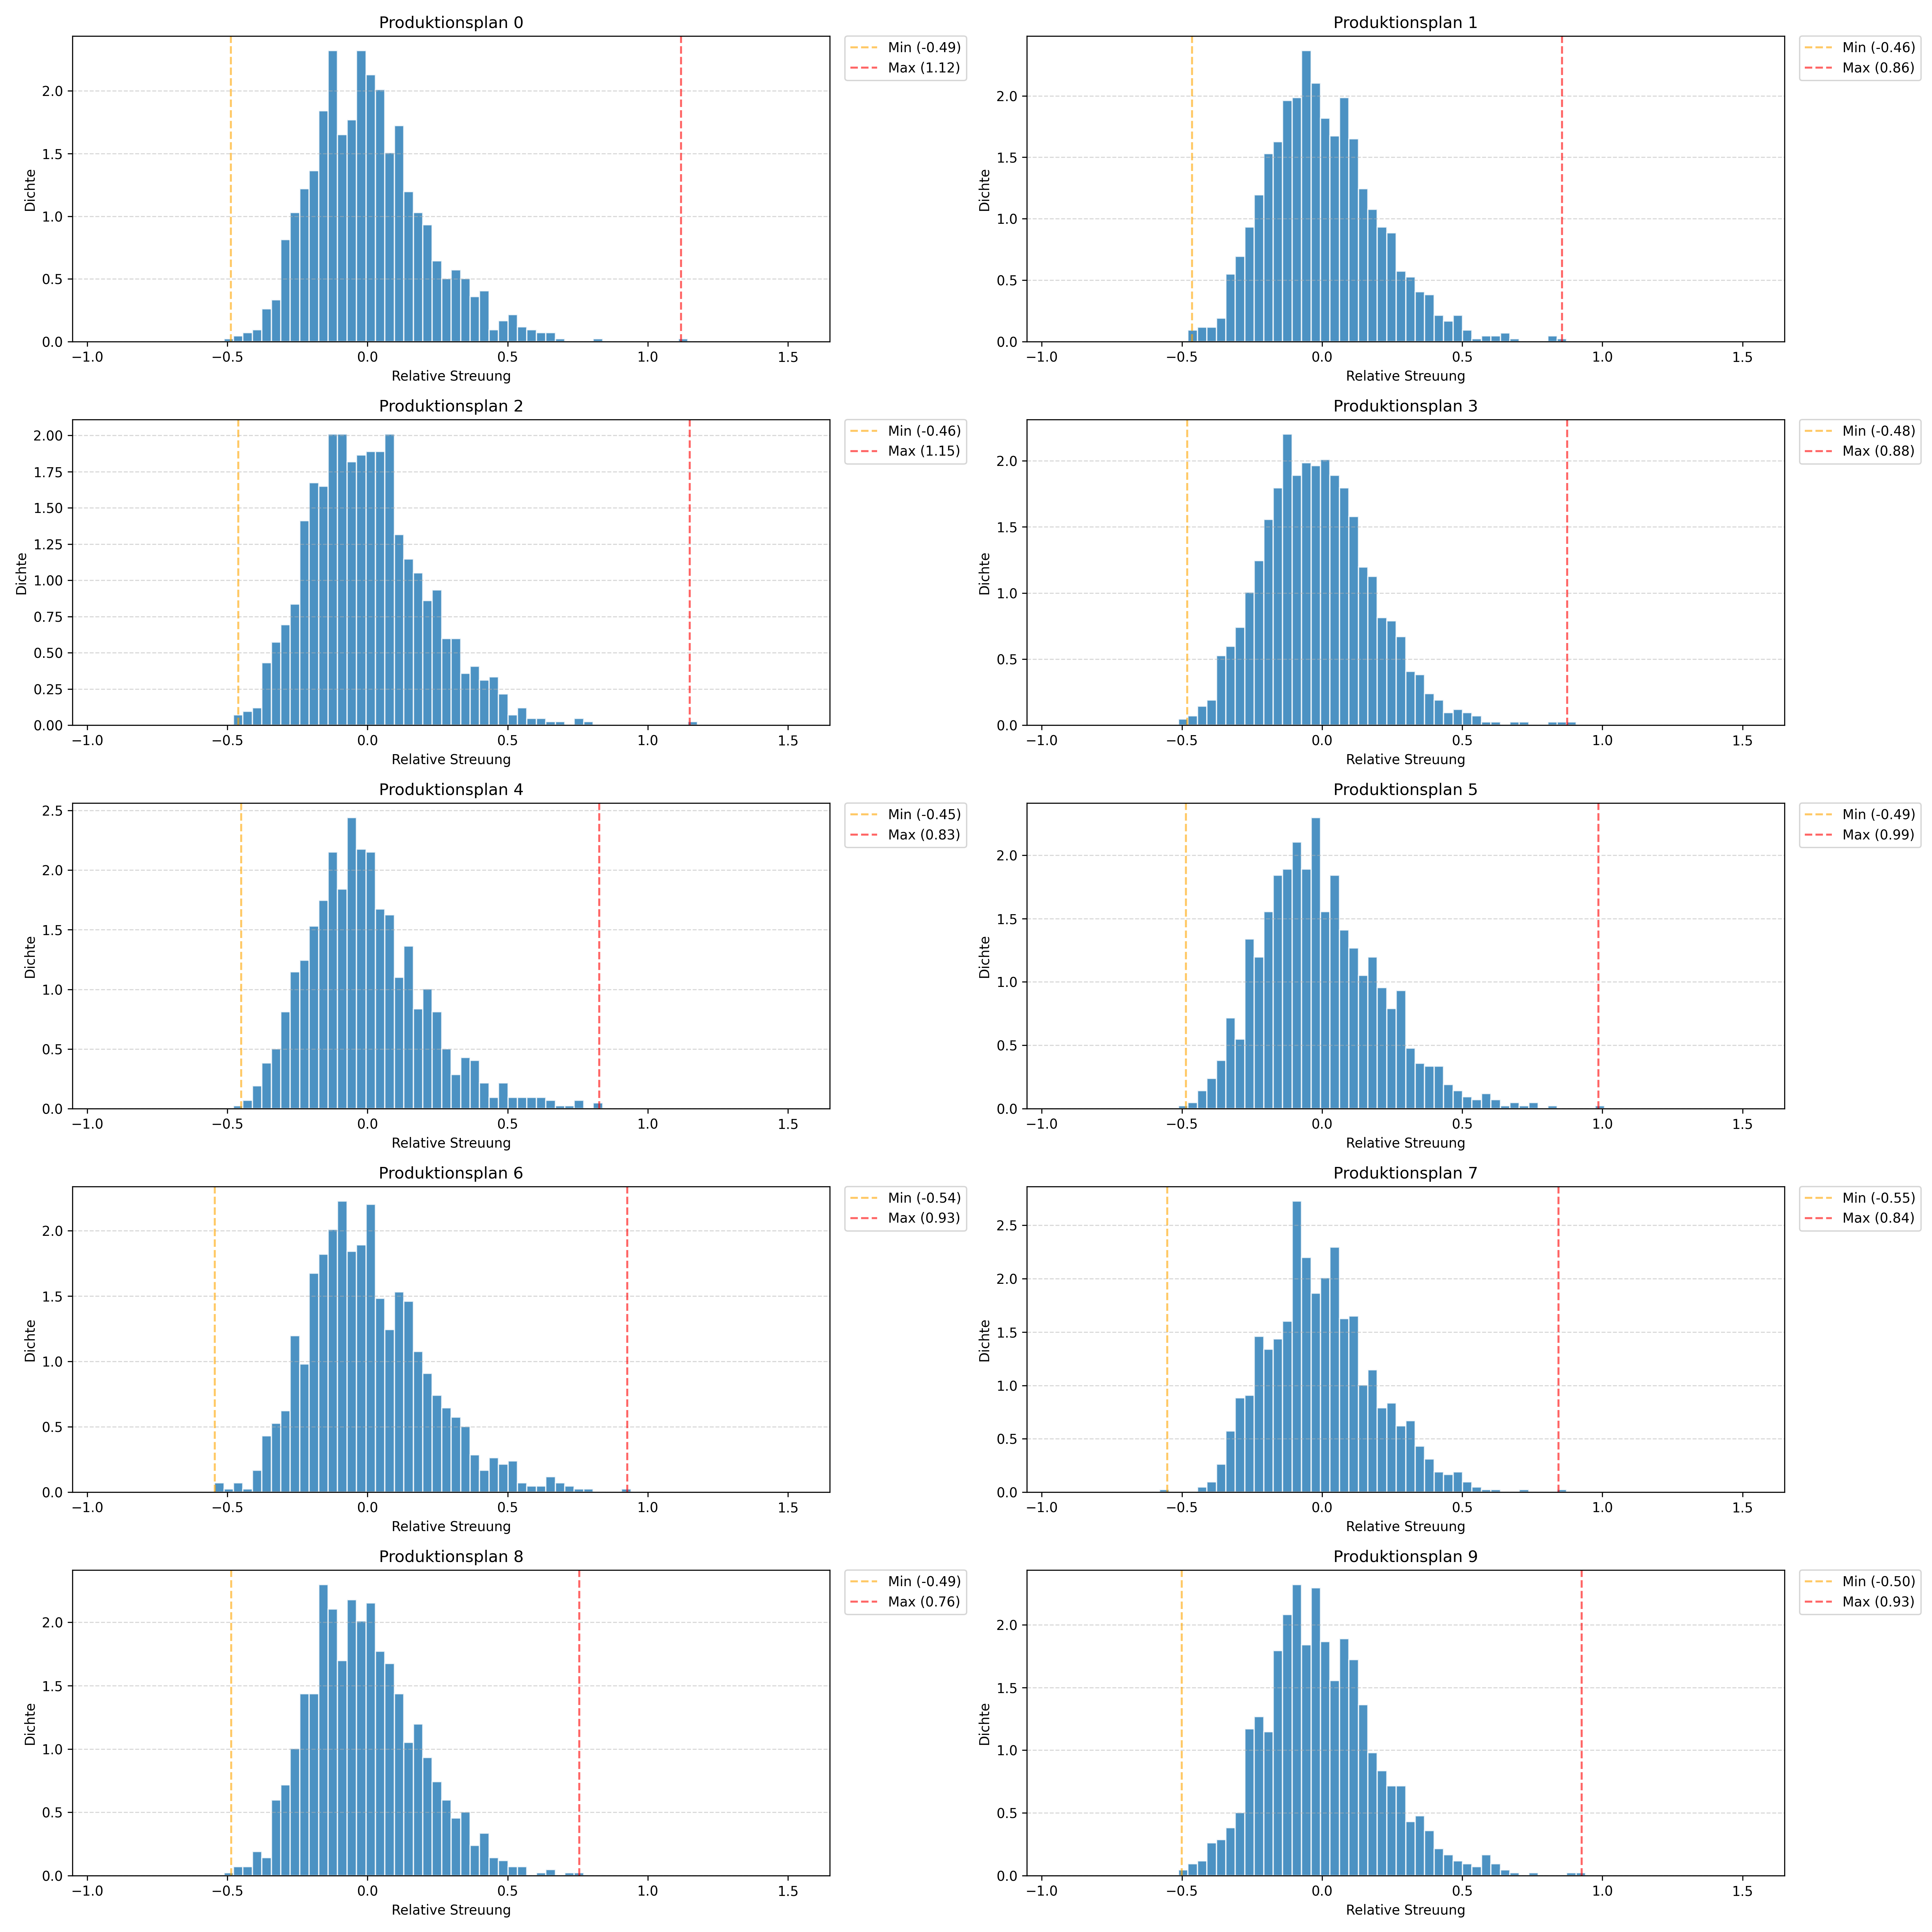 Produktionsplan 0
Min (-0.49)
Max (1.12)
Dichte
2.0
1.5
1.0
0.5
0.0
−1.0 −0.5 0.0 0.5 1.0 1.5
Relative Streuung
Produktionsplan 1
Min (-0.46)
Max (0.86)
Dichte
2.0
1.5
1.0
0.5
0.0
−1.0 −0.5 0.0 0.5 1.0 1.5
Relative Streuung
Produktionsplan 2
Min (-0.46)
Max (1.15)
Dichte
2.00
1.75
1.50
1.25
1.00
0.75
0.50
0.25
0.00
−1.0 −0.5 0.0 0.5 1.0 1.5
Relative Streuung
Produktionsplan 3
Min (-0.48)
Max (0.88)
Dichte
2.0
1.5
1.0
0.5
0.0
−1.0 −0.5 0.0 0.5 1.0 1.5
Relative Streuung
Produktionsplan 4
Min (-0.45)
Max (0.83)
Dichte
2.5
2.0
1.5
1.0
0.5
0.0
−1.0 −0.5 0.0 0.5 1.0 1.5
Relative Streuung
Produktionsplan 5
Min (-0.49)
Max (0.99)
Dichte
2.0
1.5
1.0
0.5
0.0
−1.0 −0.5 0.0 0.5 1.0 1.5
Relative Streuung
Produktionsplan 6
Min (-0.54)
Max (0.93)
Dichte
2.0
1.5
1.0
0.5
0.0
−1.0 −0.5 0.0 0.5 1.0 1.5
Relative Streuung
Produktionsplan 7
Min (-0.55)
Max (0.84)
Dichte
2.5
2.0
1.5
1.0
0.5
0.0
−1.0 −0.5 0.0 0.5 1.0 1.5
Relative Streuung
Produktionsplan 8
Min (-0.49)
Max (0.76)
Dichte
2.0
1.5
1.0
0.5
0.0
−1.0 −0.5 0.0 0.5 1.0 1.5
Relative Streuung
Produktionsplan 9
Min (-0.50)
Max (0.93)
Dichte
2.0
1.5
1.0
0.5
0.0
−1.0 −0.5 0.0 0.5 1.0 1.5
Relative Streuung